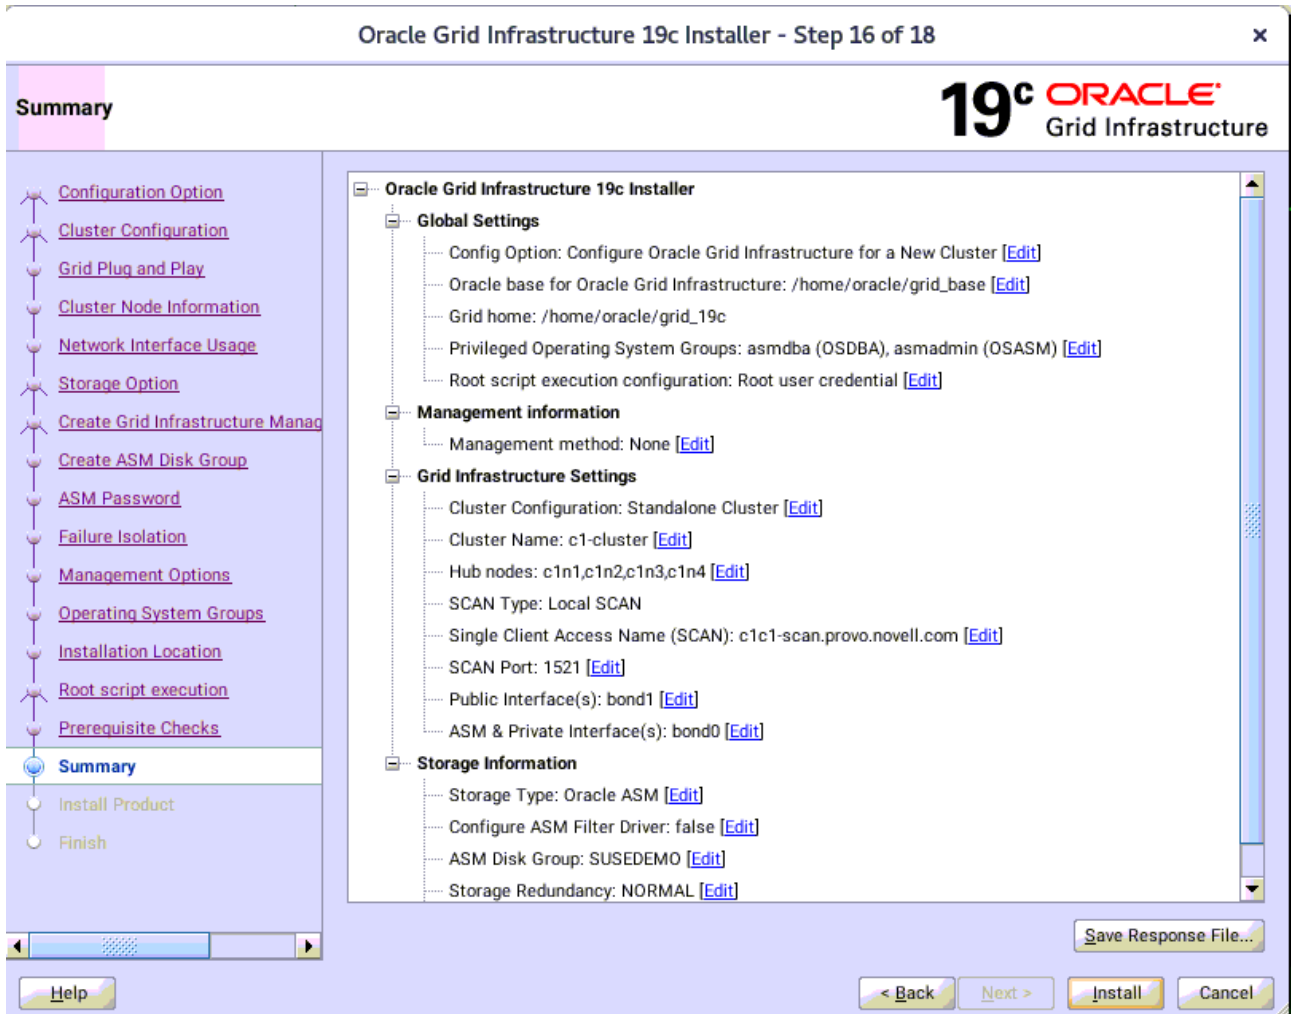 Oracle Grid Infrastructure 19c Installer - Step 16 of 18
Summary
19c ORACLE
Grid Infrastructure
Configuration Option
Cluster Configuration
Grid Plug and Play
Cluster Node Information
Network Interface Usage
Storage Option
Create Grid Infrastructure Manag
Create ASM Disk Group
ASM Password
Failure Isolation
Management Options
Operating System Groups
Installation Location
Root script execution
Prerequisite Checks
Summary
Install Product
Finish
Oracle Grid Infrastructure 19c Installer
Global Settings
Config Option: Configure Oracle Grid Infrastructure for a New Cluster [Edit]
Oracle base for Oracle Grid Infrastructure: /home/oracle/grid_base [Edit]
Grid home: /home/oracle/grid_19c
Privileged Operating System Groups: asmdba (OSDBA), asmadmin (OSASM) [Edit]
Root script execution configuration: Root user credential [Edit]
Management information
Management method: None [Edit]
Grid Infrastructure Settings
Cluster Configuration: Standalone Cluster [Edit]
Cluster Name: c1-cluster [Edit]
Hub nodes: c1n1,c1n2,c1n3,c1n4 [Edit]
SCAN Type: Local SCAN
Single Client Access Name (SCAN): c1c1-scan.provo.novell.com [Edit]
SCAN Port: 1521 [Edit]
Public Interface(s): bond1 [Edit]
ASM & Private Interface(s): bond0 [Edit]
Storage Information
Storage Type: Oracle ASM [Edit]
Configure ASM Filter Driver: false [Edit]
ASM Disk Group: SUSEDEMO [Edit]
Storage Redundancy: NORMAL [Edit]
Save Response File...
Help
< Back
Next >
Install
Cancel